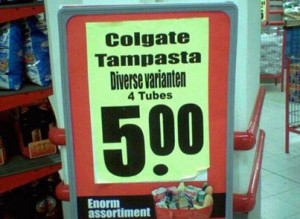 Colgate
Tampasta
Diverse varianten
4 Tubes
5.00
Enorm
assortiment